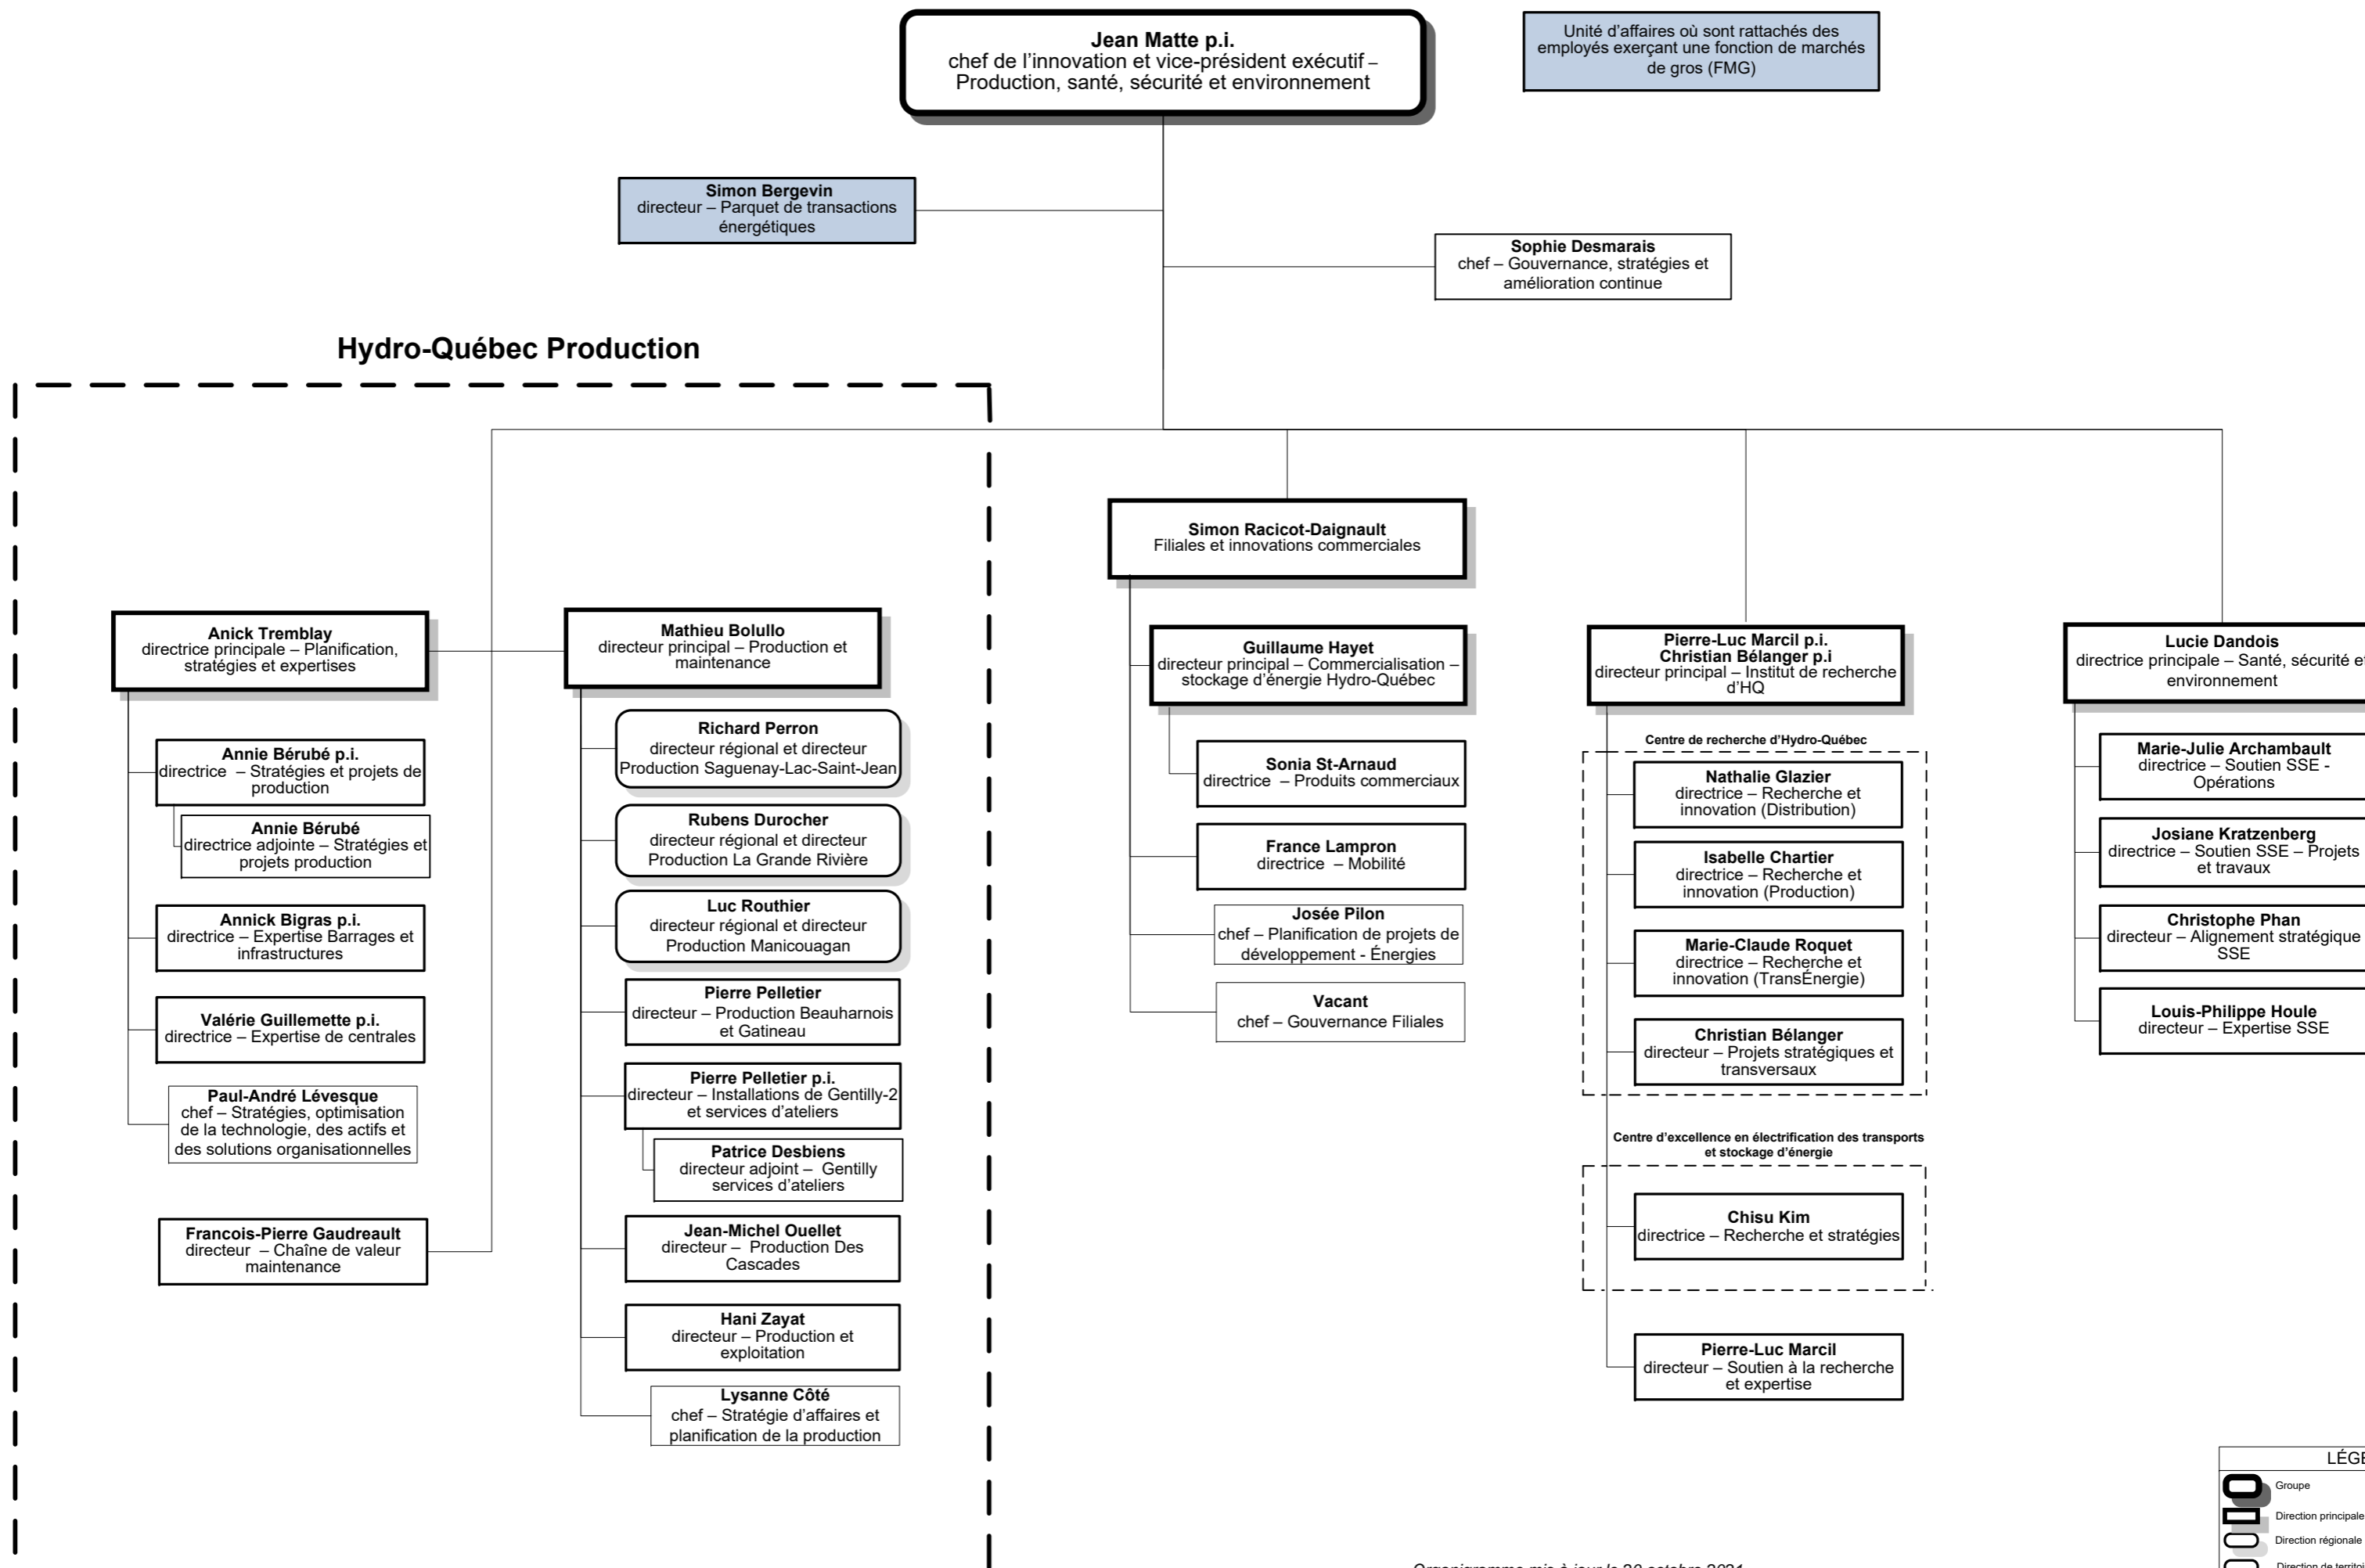 Jean Matte p.i.
chef de l'innovation et vice-président exécutif –
Production, santé, sécurité et environnement
Unité d'affaires où sont rattachés des
employés exerçant une fonction de marchés
de gros (FMG)
Simon Bergevin
directeur – Parquet de transactions
énergétiques
Sophie Desmarais
chef – Gouvernance, stratégies et
amélioration continue
Hydro-Québec Production
Anick Tremblay
directrice principale – Planification,
stratégies et expertises
Annie Bérubé p.i.
directrice – Stratégies et projets de
production
Annie Bérubé
directrice adjointe – Stratégies et
projets production
Annick Bigras p.i.
directrice – Expertise Barrages et
infrastructures
Valérie Guillemette p.i.
directrice – Expertise de centrales
Paul-André Lévesque
chef – Stratégies, optimisation
de la technologie, des actifs et
des solutions organisationnelles
Francois-Pierre Gaudreault
directeur – Chaîne de valeur
maintenance
Mathieu Bolullo
directeur principal – Production et
maintenance
Richard Perron
directeur régional et directeur
Production Saguenay-Lac-Saint-Jean
Rubens Durocher
directeur régional et directeur
Production La Grande Rivière
Luc Routhier
directeur régional et directeur
Production Manicouagan
Pierre Pelletier
directeur – Production Beauharnois
et Gatineau
Pierre Pelletier p.i.
directeur – Installations de Gentilly-2
et services d'ateliers
Patrice Desbiens
directeur adjoint – Gentilly
services d'ateliers
Jean-Michel Ouellet
directeur – Production Des
Cascades
Hani Zayat
directeur – Production et
exploitation
Lysanne Côté
chef – Stratégie d'affaires et
planification de la production
Simon Racicot-Daignault
Filiales et innovations commerciales
Guillaume Hayet
directeur principal – Commercialisation –
stockage d'énergie Hydro-Québec
Sonia St-Arnaud
directrice – Produits commerciaux
France Lampron
directrice – Mobilité
Josée Pilon
chef – Planification de projets de
développement - Énergies
Vacant
chef – Gouvernance Filiales
Pierre-Luc Marcil p.i.
Christian Bélanger p.i
directeur principal – Institut de recherche
d'HQ
Centre de recherche d'Hydro-Québec
Nathalie Glazier
directrice – Recherche et
innovation (Distribution)
Isabelle Chartier
directrice – Recherche et
innovation (Production)
Marie-Claude Roquet
directrice – Recherche et
innovation (TransÉnergie)
Christian Bélanger
directeur – Projets stratégiques et
transversaux
Centre d'excellence en électrification des transports
et stockage d'énergie
Chisu Kim
directrice – Recherche et stratégies
Pierre-Luc Marcil
directeur – Soutien à la recherche
et expertise
Lucie Dandois
directrice principale – Santé, sécurité et
environnement
Marie-Julie Archambault
directrice – Soutien SSE -
Opérations
Josiane Kratzenberg
directrice – Soutien SSE – Projets
et travaux
Christophe Phan
directeur – Alignement stratégique
SSE
Louis-Philippe Houle
directeur – Expertise SSE
Groupe
Direction principale
Direction régionale
Direction de